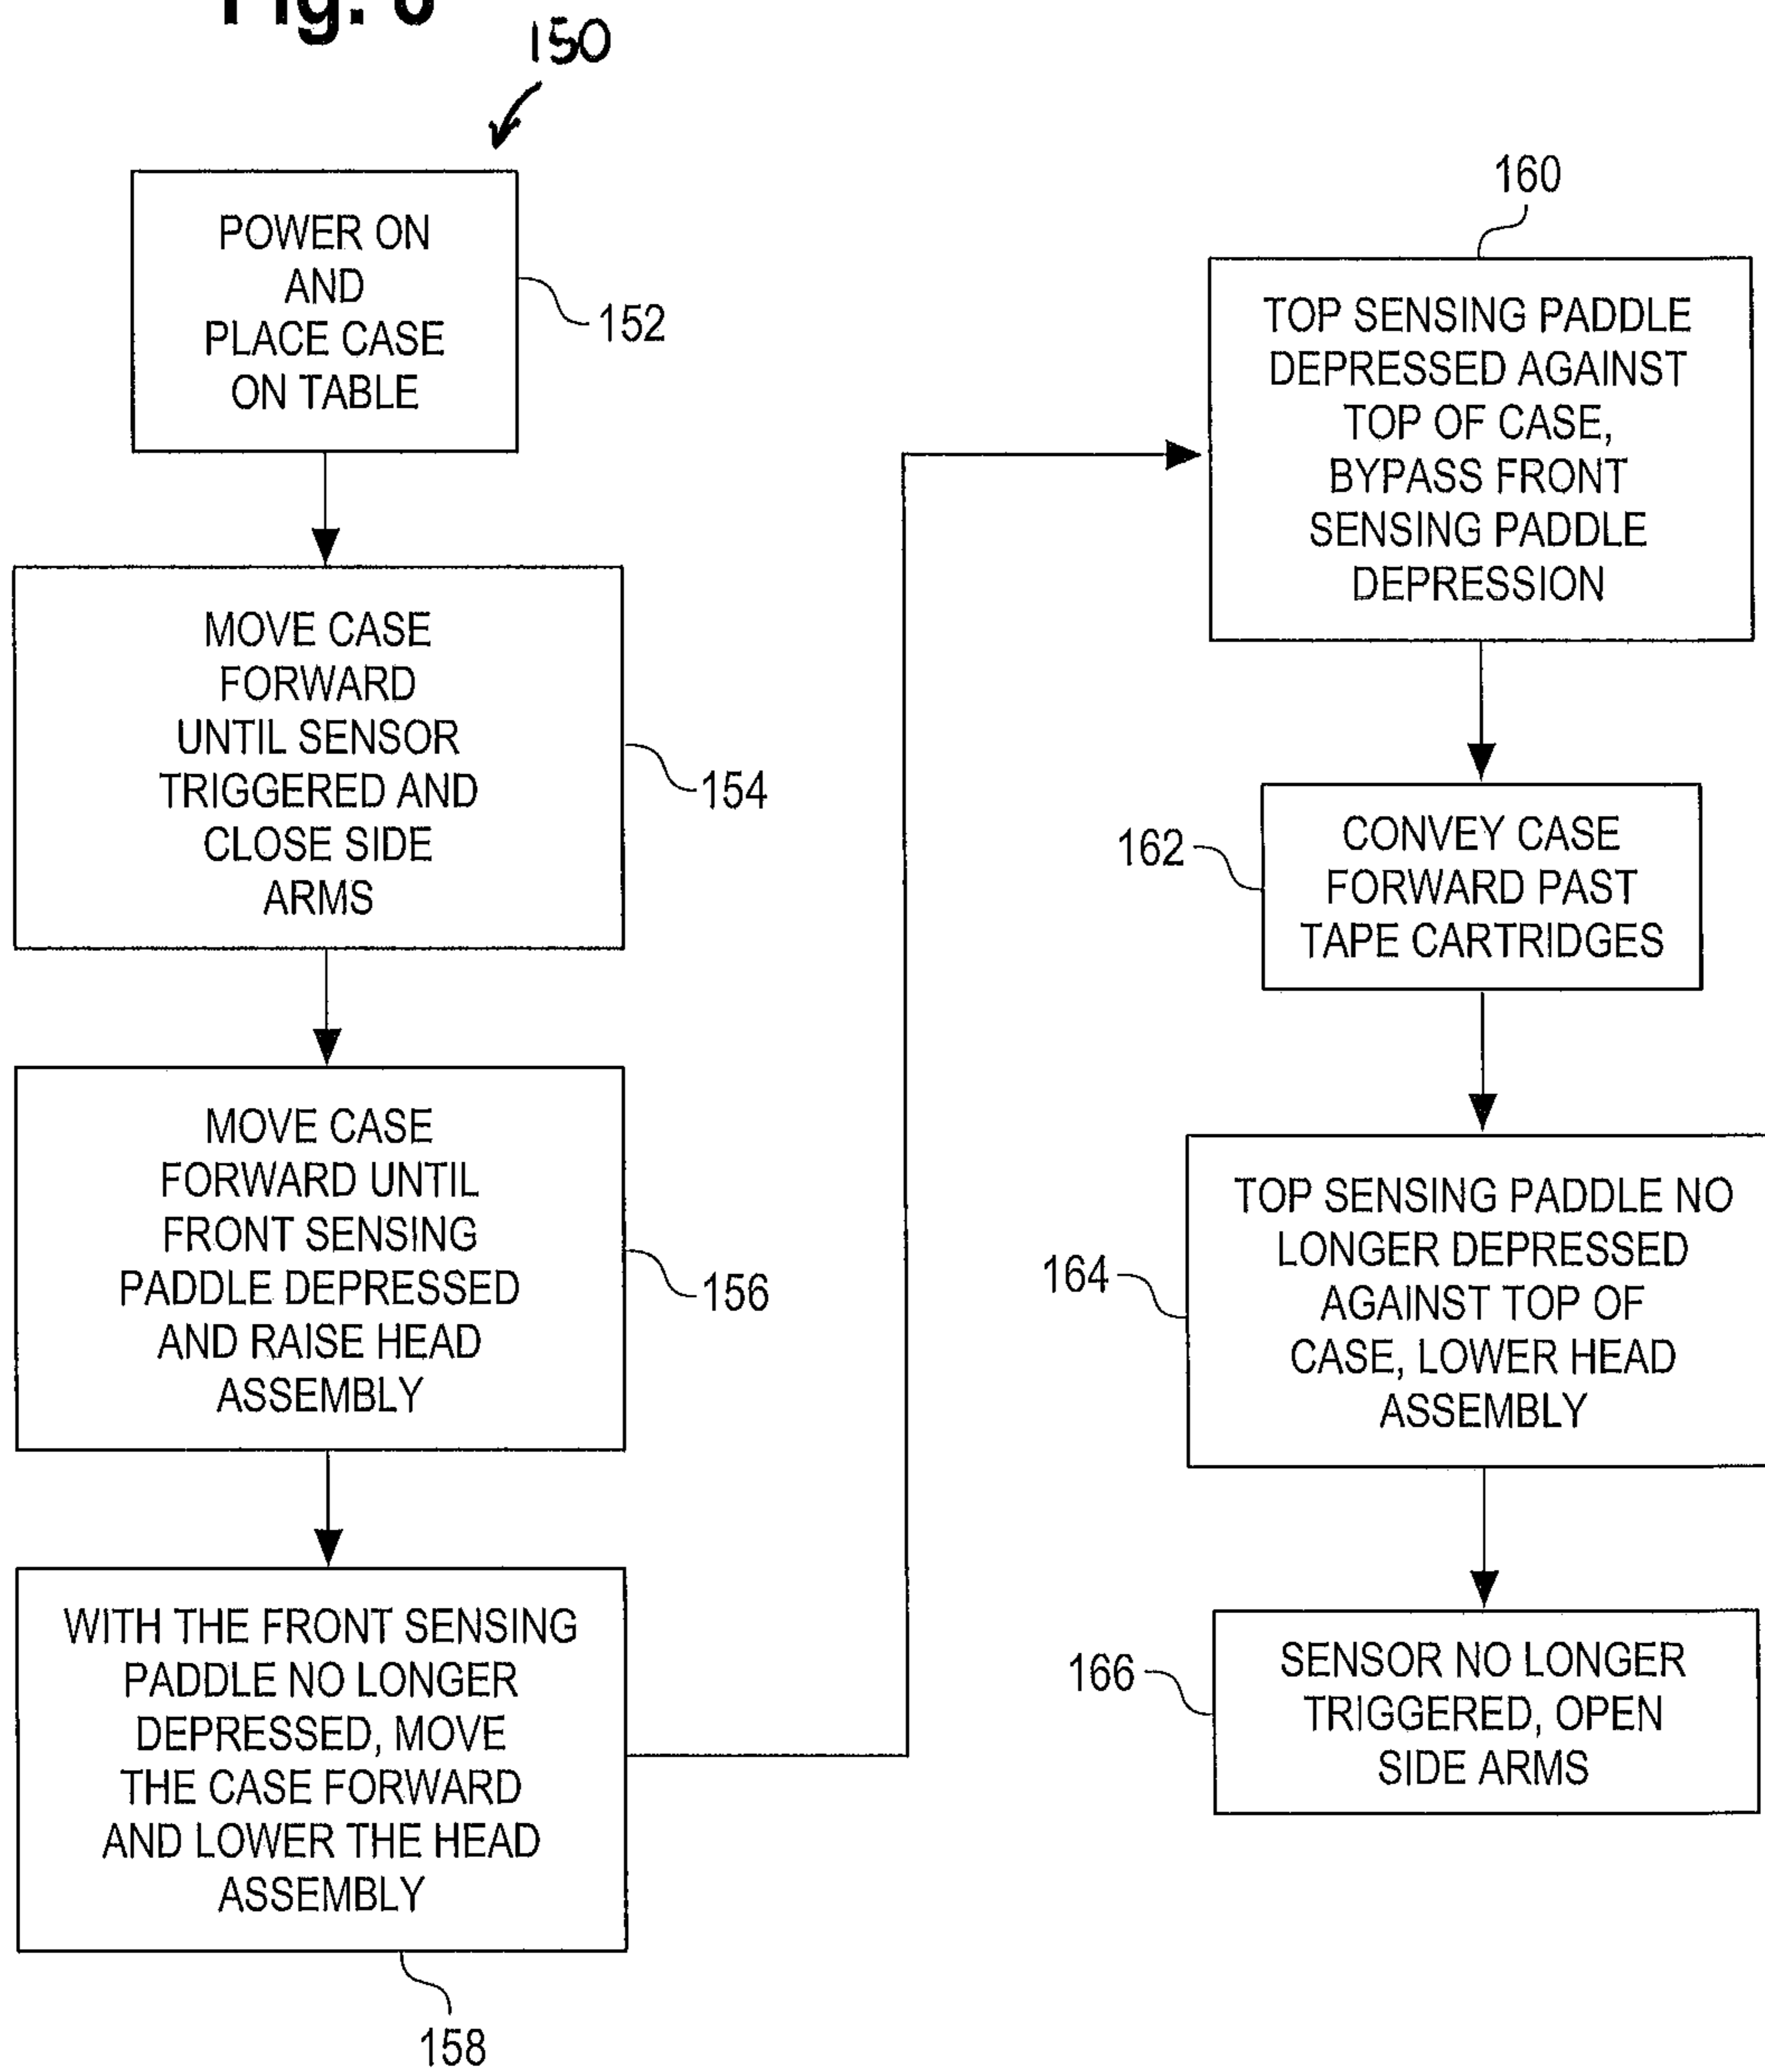 Fig.
150
POWER ON
AND
PLACE CASE
ON TABLE
152
MOVE CASE
FORWARD
UNTIL SENSOR
TRIGGERED AND
CLOSE SIDE
ARMS
154
MOVE CASE
FORWARD UNTIL
FRONT SENSING
PADDLE DEPRESSED
AND RAISE HEAD
ASSEMBLY
156
WITH THE FRONT SENSING
PADDLE NO LONGER
DEPRESSED, MOVE
THE CASE FORWARD
AND LOWER THE HEAD
ASSEMBLY
158
160
TOP SENSING PADDLE
DEPRESSED AGAINST
TOP OF CASE,
BYPASS FRONT
SENSING PADDLE
DEPRESSION
162
CONVEY CASE
FORWARD PAST
TAPE CARTRIDGES
164
TOP SENSING PADDLE NO
LONGER DEPRESSED
AGAINST TOP OF
CASE, LOWER HEAD
ASSEMBLY
166
SENSOR NO LONGER
TRIGGERED, OPEN
SIDE ARMS